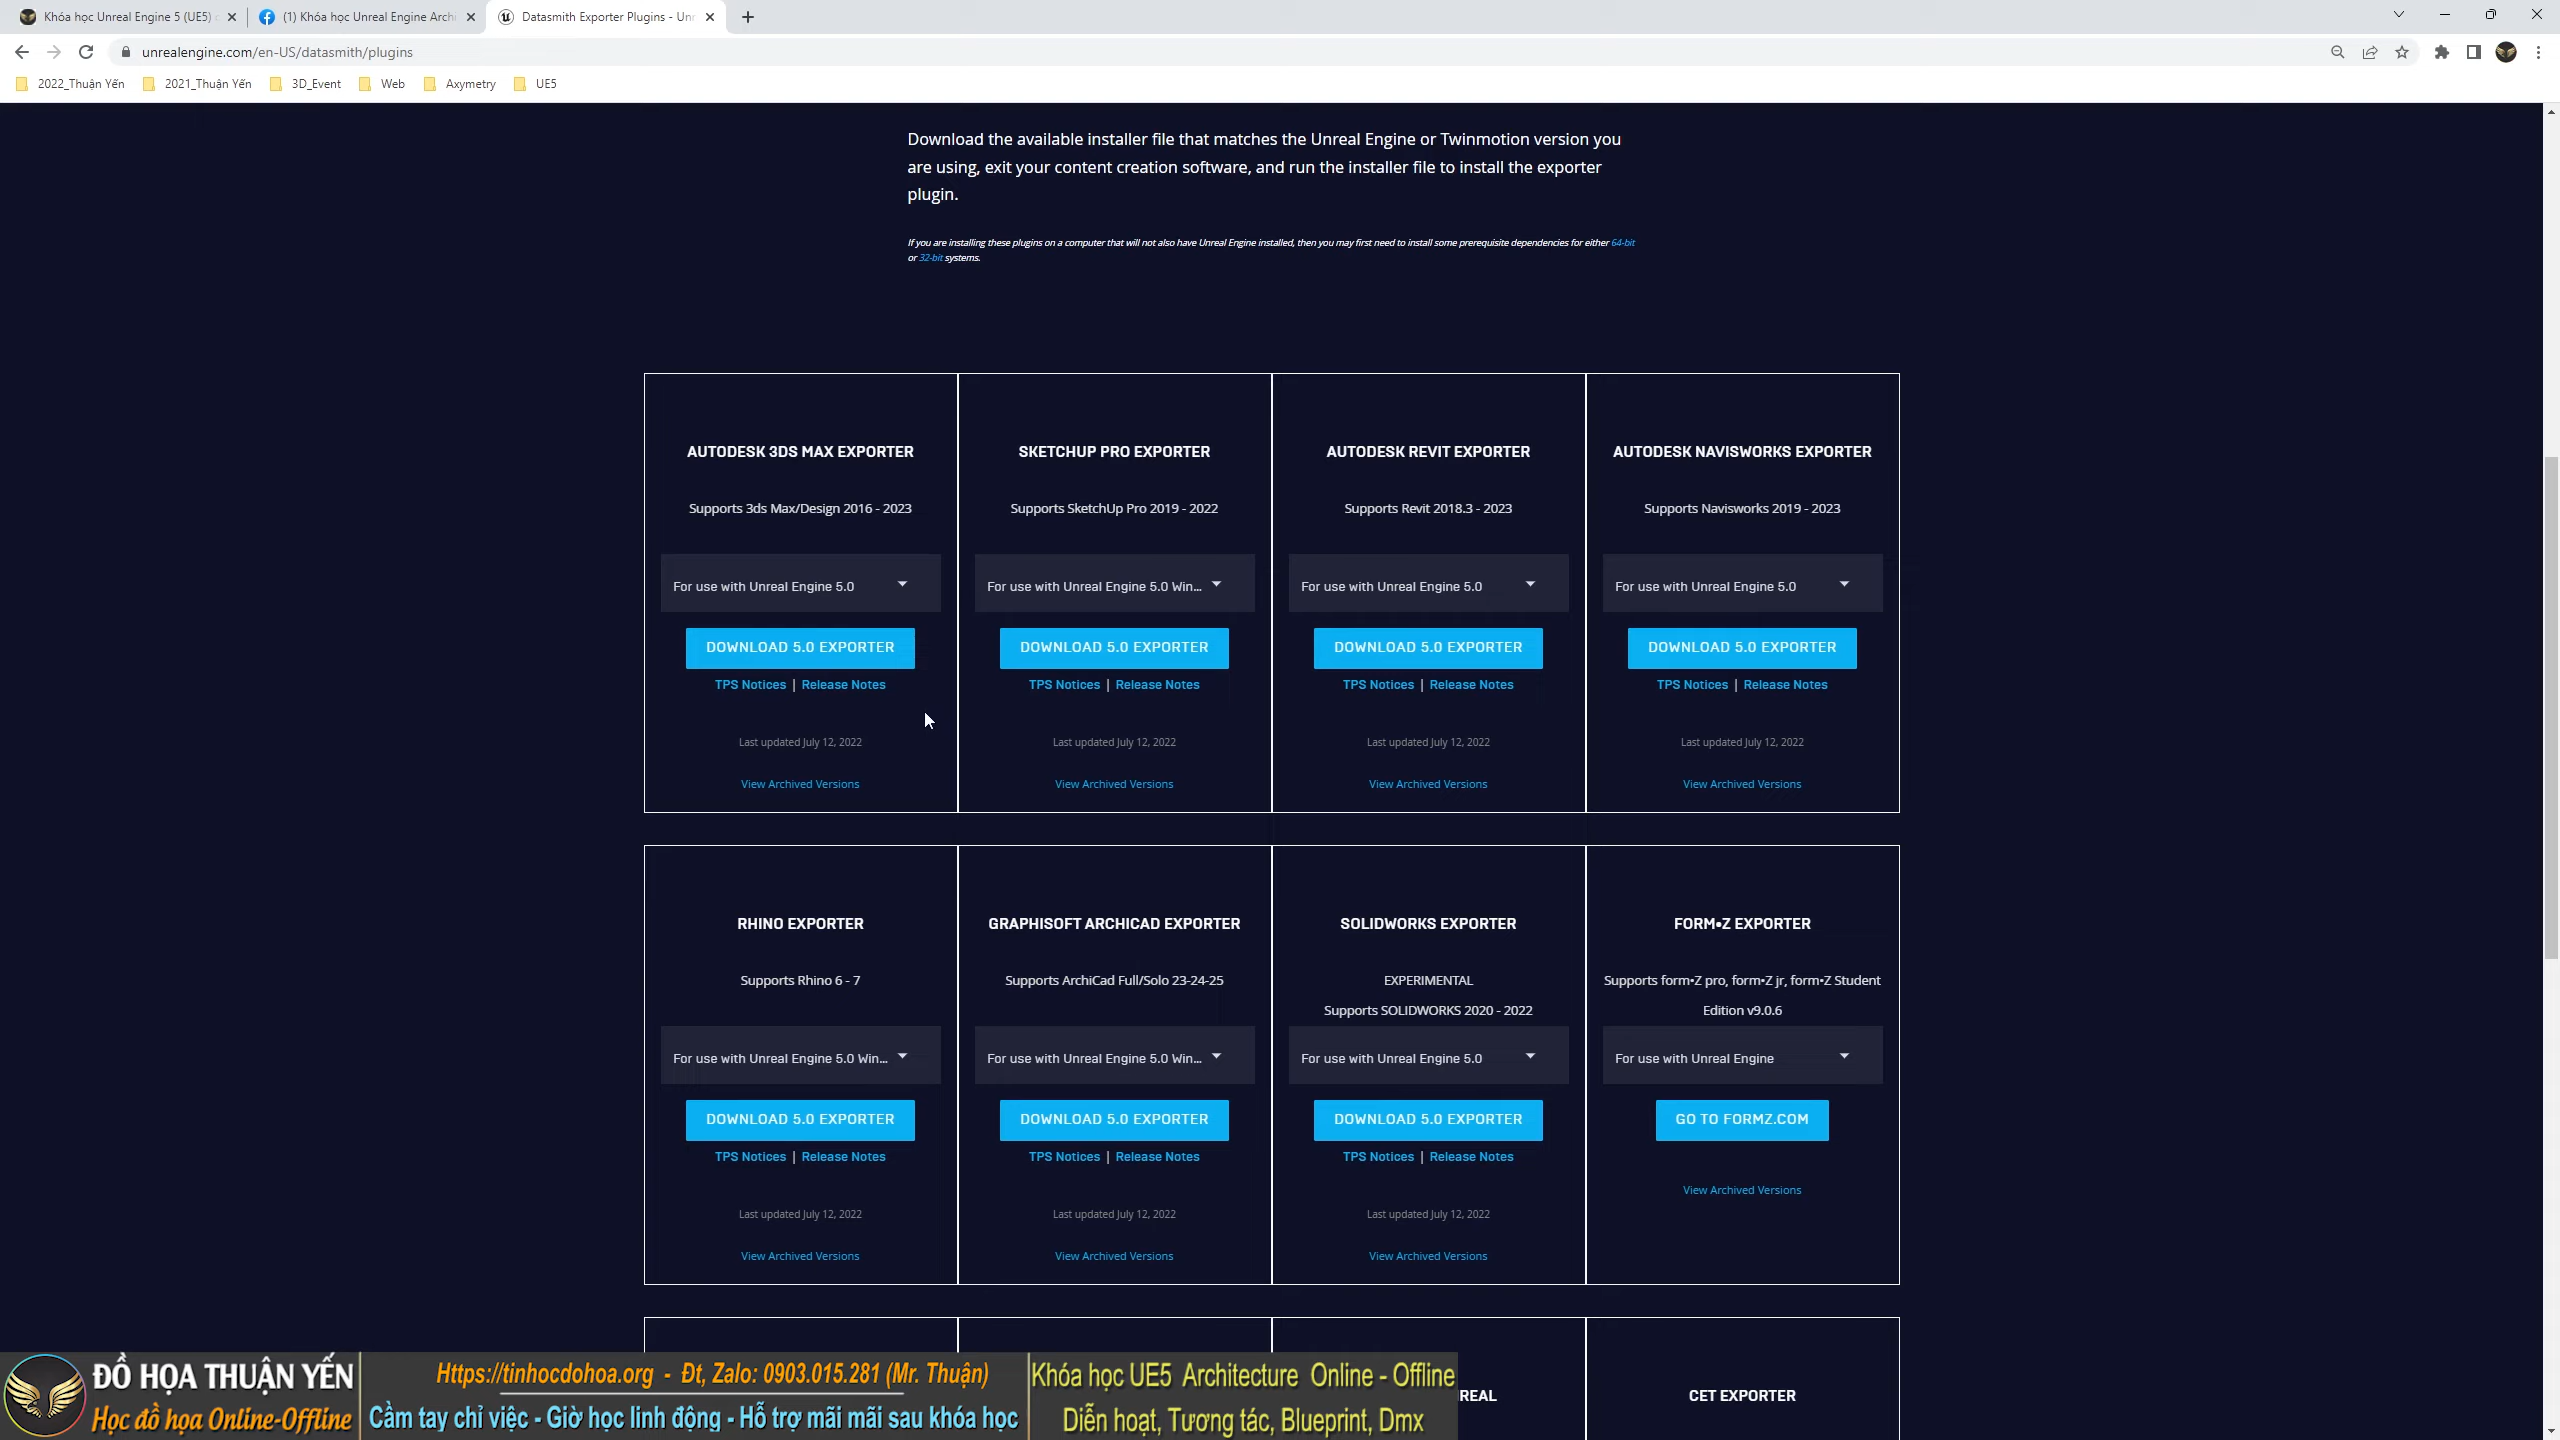 Khóa học Unreal Engine 5 (UE5)
(1) Khóa học Unreal Engine Archi
Datasmith Exporter Plugins - Unr
unrealengine.com/en-US/datasmith/plugins
2022_Thuận Yến
2021_Thuận Yến
3D_Event
Web
Axymetry
UE5
Download the available installer file that matches the Unreal Engine or Twinmotion version you
are using, exit your content creation software, and run the installer file to install the exporter
plugin.
If you are installing these plugins on a computer that will not also have Unreal Engine installed, then you may first need to install some prerequisite dependencies for either 64-bit
or 32-bit systems.
AUTODESK 3DS MAX EXPORTER
Supports 3ds Max/Design 2016 - 2023
For use with Unreal Engine 5.0
DOWNLOAD 5.0 EXPORTER
TPS Notices | Release Notes
Last updated July 12, 2022
View Archived Versions
SKETCHUP PRO EXPORTER
Supports SketchUp Pro 2019 - 2022
For use with Unreal Engine 5.0 Win...
DOWNLOAD 5.0 EXPORTER
TPS Notices | Release Notes
Last updated July 12, 2022
View Archived Versions
AUTODESK REVIT EXPORTER
Supports Revit 2018.3 - 2023
For use with Unreal Engine 5.0
DOWNLOAD 5.0 EXPORTER
TPS Notices | Release Notes
Last updated July 12, 2022
View Archived Versions
AUTODESK NAVISWORKS EXPORTER
Supports Navisworks 2019 - 2023
For use with Unreal Engine 5.0
DOWNLOAD 5.0 EXPORTER
TPS Notices | Release Notes
Last updated July 12, 2022
View Archived Versions
RHINO EXPORTER
Supports Rhino 6 - 7
For use with Unreal Engine 5.0 Win...
DOWNLOAD 5.0 EXPORTER
TPS Notices | Release Notes
Last updated July 12, 2022
View Archived Versions
GRAPHISOFT ARCHICAD EXPORTER
Supports ArchiCad Full/Solo 23-24-25
For use with Unreal Engine 5.0 Win...
DOWNLOAD 5.0 EXPORTER
TPS Notices | Release Notes
Last updated July 12, 2022
View Archived Versions
SOLIDWORKS EXPORTER
EXPERIMENTAL
Supports SOLIDWORKS 2020 - 2022
For use with Unreal Engine 5.0
DOWNLOAD 5.0 EXPORTER
TPS Notices | Release Notes
Last updated July 12, 2022
View Archived Versions
FORM•Z EXPORTER
Supports form•Z pro, form•Z jr, form•Z Student
Edition v9.0.6
For use with Unreal Engine
GO TO FORMZ.COM
View Archived Versions
REAL
CET EXPORTER
ĐỒ HỌA THUẬN YẾN
Học đồ họa Online-Offline
Https://tinhocdohoa.org - Đt, Zalo: 0903.015.281 (Mr. Thuận)
Cầm tay chỉ việc - Giờ học linh động - Hỗ trợ mãi mãi sau khóa học
Khóa học UE5 Architecture Online - Offline
Diễn hoạt, Tương tác, Blueprint, Dmx